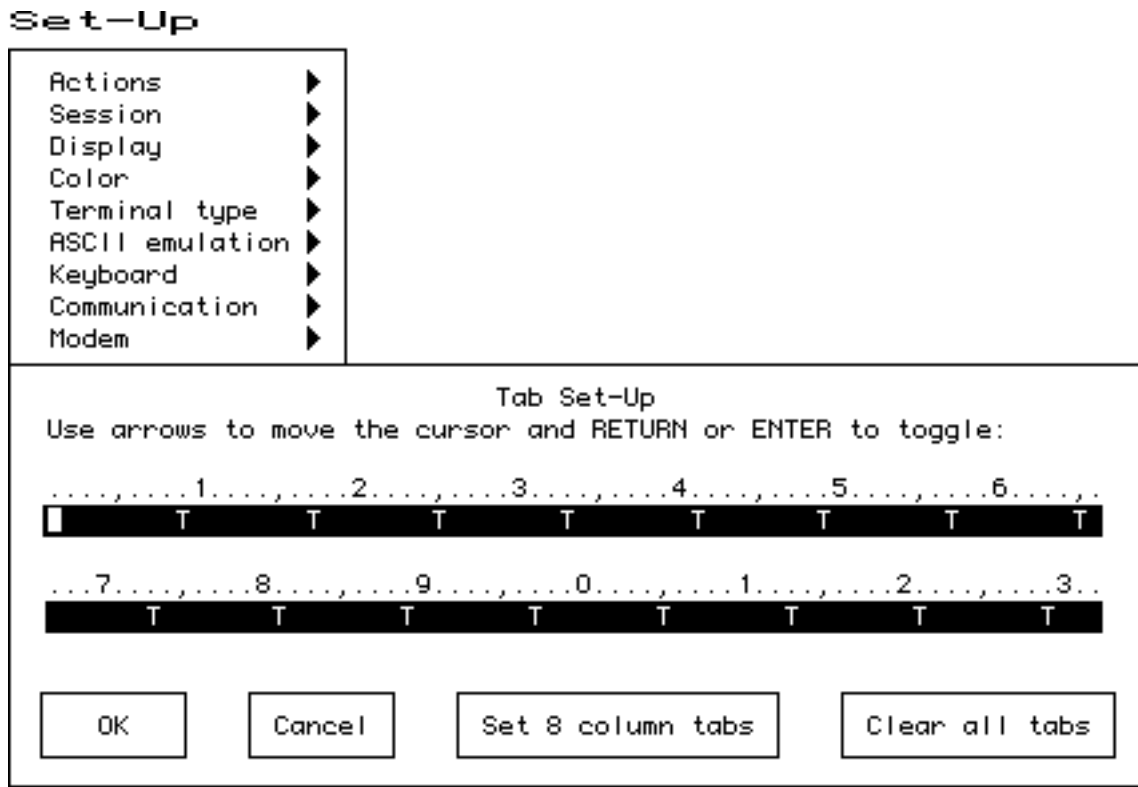 Set-Up
Actions
Session
Display
Color
Terminal type
ASCII emulation
Keyboard
Communication
Modem
Tab Set-Up
Use arrows to move the cursor and RETURN or ENTER to toggle:
....,....1....,....2....,....3....,....4....,....5....,....6....,.
T T T T T T T T
...7....,....8....,....9....,....0....,....1....,....2....,....3..
T T T T T T T T
OK Cancel Set 8 column tabs Clear all tabs